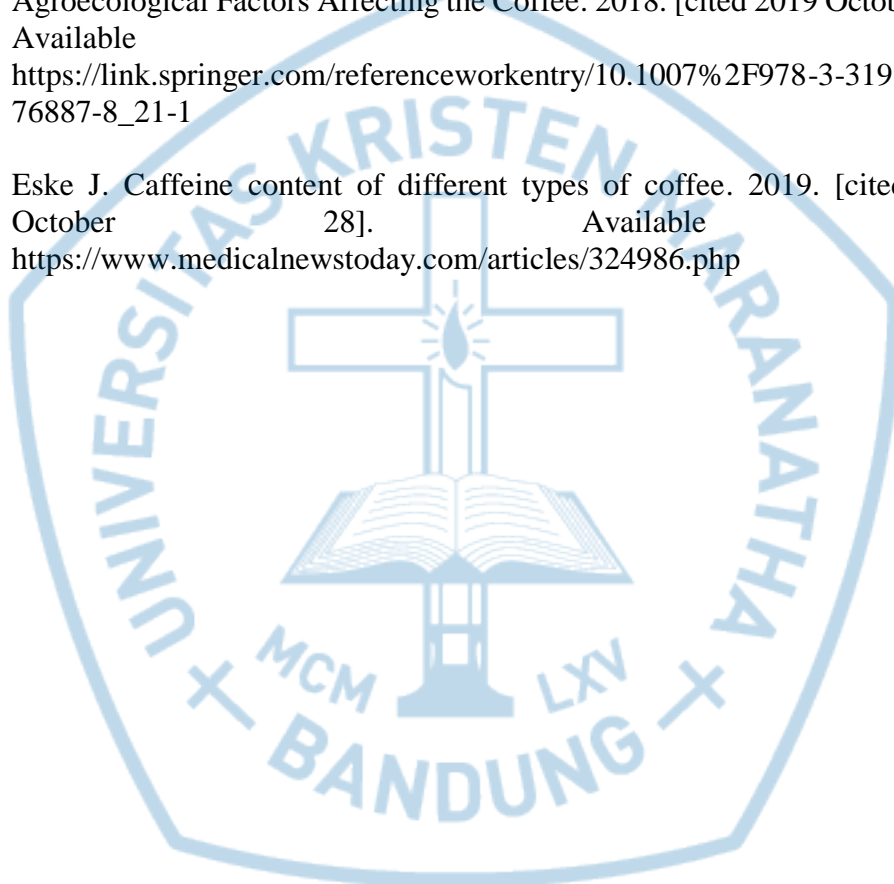 Agroecological Factors Affecting the Coffee. 2018. [cited 2019 Octob
Available
https://link.springer.com/referenceworkentry/10.1007%2F978-3-319
76887-8_21-1
Eske J. Caffeine content of different types of coffee. 2019. [cited
October 28]. Available
https://www.medicalnewstoday.com/articles/324986.php
UNIVERSITAS KRISTEN MARANATHA
MCM LXV
BANDUNG